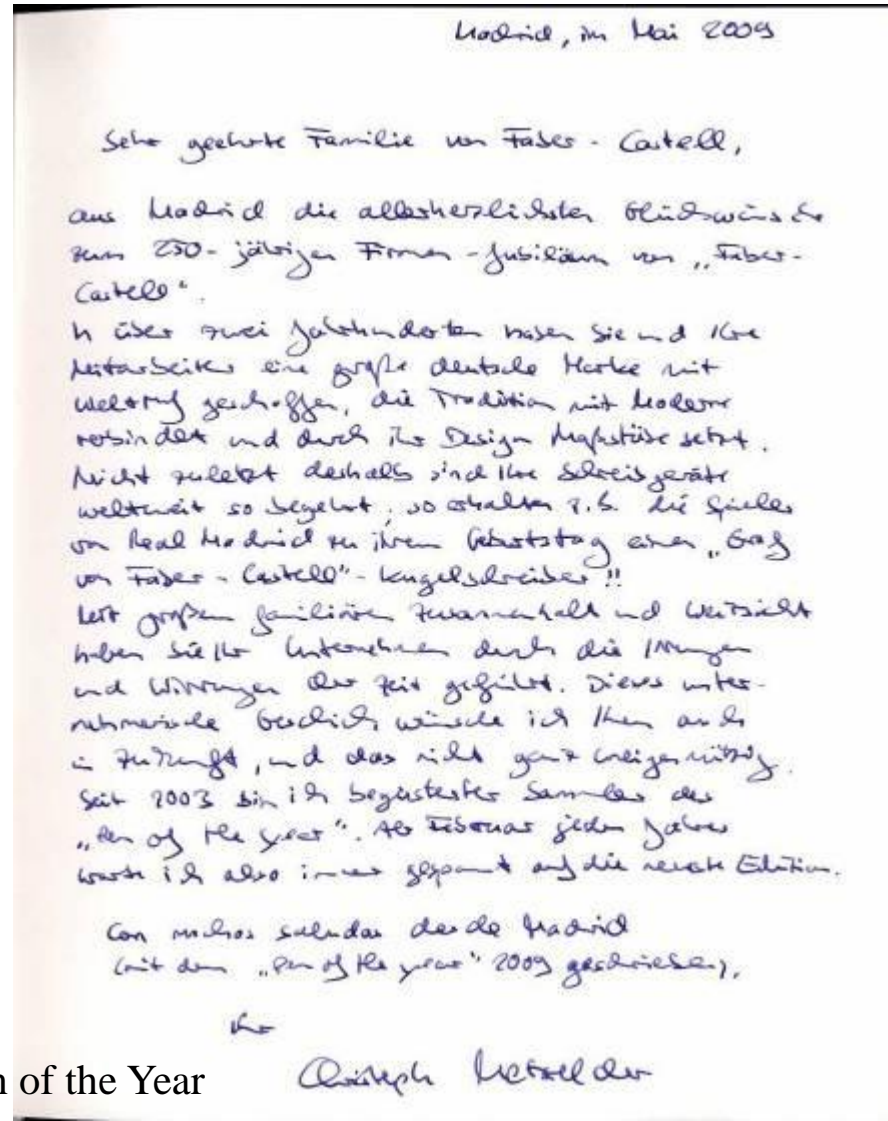 Madrid, im Mai 2009
Sehr geehrte Familie von Faber-Castell,
aus Madrid die allerherzlichsten Glückwünsche
zum 250-jährigen Firmen-Jubiläum von „Faber-
Castell“.
In über zwei Jahrhunderten haben Sie und Ihre
Mitarbeiter eine große deutsche Marke mit
Weltruf geschaffen, die Tradition mit Moderne
verbindet und durch ihr Design Maßstäbe setzt.
Nicht zuletzt deshalb sind Ihre Schreibgeräte
weltweit so begehrt, so erhalten z.B. die Spieler
von Real Madrid zu ihrem Geburtstag einen „Graf
von Faber-Castell“-Kugelschreiber!!
Mit großem familiären Zusammenhalt und Weitsicht
haben Sie Ihr Unternehmen durch die Irrungen
und Wirrungen der Zeit geführt. Dieses unter-
nehmerische Geschick wünsche ich Ihnen auch
in Zukunft, und das nicht ganz uneigennützig.
Seit 2003 bin ich begeisterter Sammler des
„Pen of the year“. Ab Februar jeden Jahres
warte ich also immer gespannt auf die neueste Edition.
Con muchos saludos desde Madrid
(mit dem „Pen of the year“ 2009 geschrieben),
Ihr
Christoph Metzelder
n of the Year